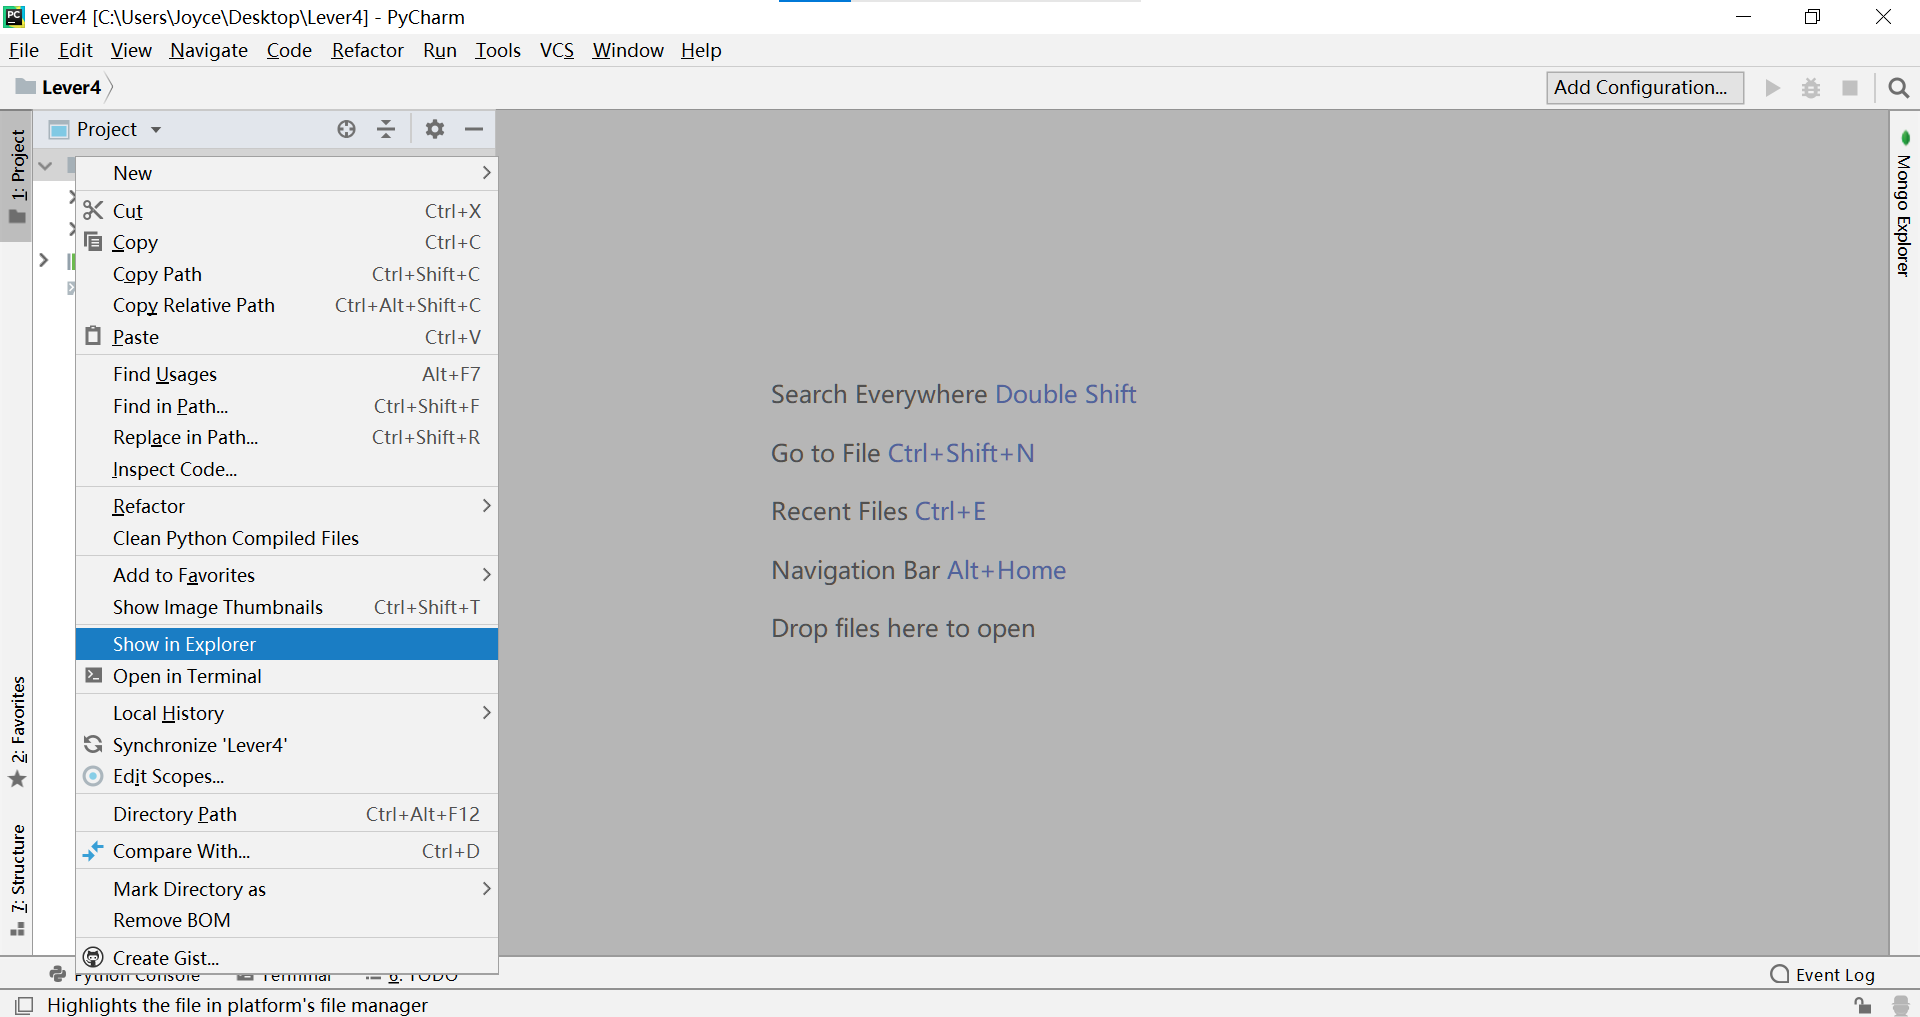 PC Lever4 [C:\Users\Joyce\Desktop\Lever4] - PyCharm
File Edit View Navigate Code Refactor Run Tools VCS Window Help
Lever4 Add Configuration...
Project
1: Project
New
Cut Ctrl+X
Copy Ctrl+C
Copy Path Ctrl+Shift+C
Copy Relative Path Ctrl+Alt+Shift+C
Paste Ctrl+V
Find Usages Alt+F7
Find in Path... Ctrl+Shift+F
Replace in Path... Ctrl+Shift+R
Inspect Code...
Refactor
Clean Python Compiled Files
Add to Favorites
Show Image Thumbnails Ctrl+Shift+T
Show in Explorer
Open in Terminal
Local History
Synchronize 'Lever4'
Edit Scopes...
Directory Path Ctrl+Alt+F12
Compare With... Ctrl+D
Mark Directory as
Remove BOM
Create Gist...
2: Favorites
7: Structure
Search Everywhere Double Shift
Go to File Ctrl+Shift+N
Recent Files Ctrl+E
Navigation Bar Alt+Home
Drop files here to open
Mongo Explorer
Python Console Terminal 6: TODO Event Log
Highlights the file in platform's file manager